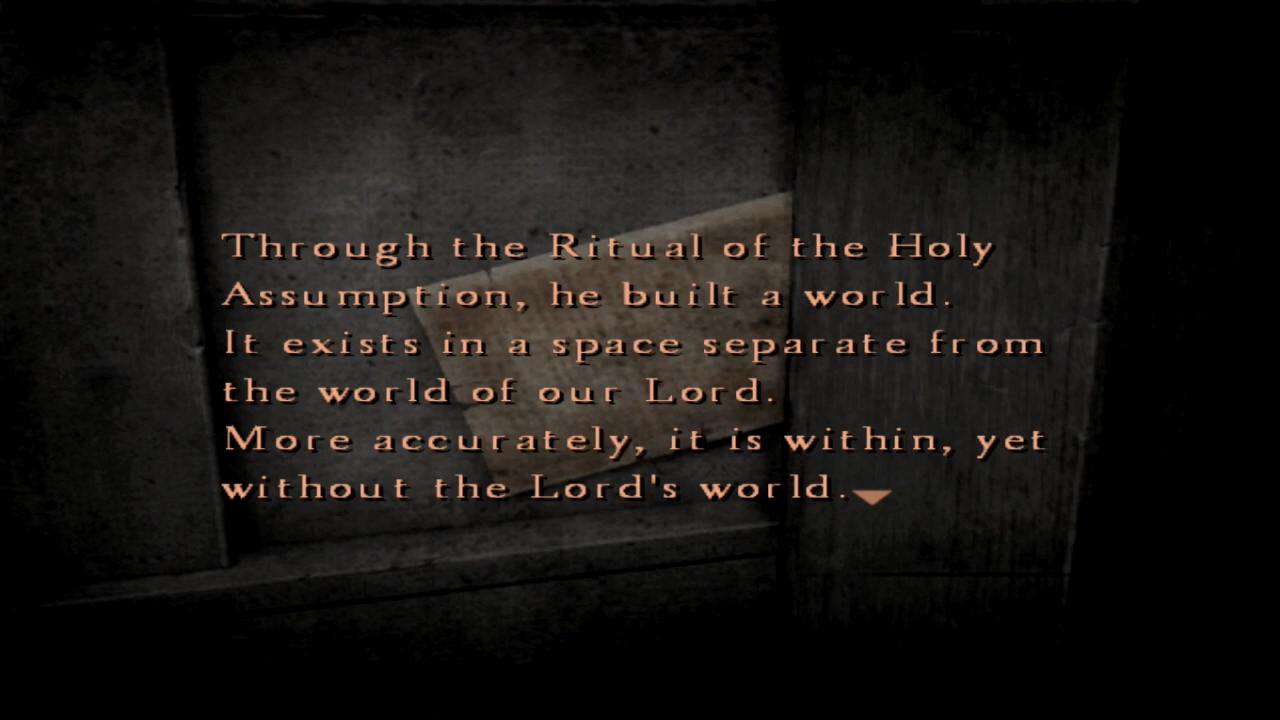 Through the Ritual of the Holy
Assumption, he built a world.
It exists in a space separate from
the world of our Lord.
More accurately, it is within, yet
without the Lord's world.